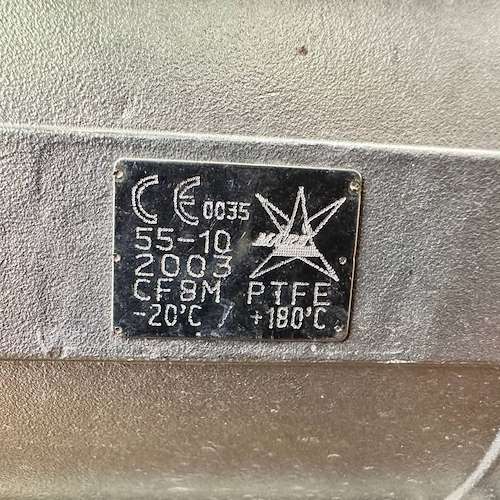 CE 0035
55-10
2003
CF8M PTFE
-20°C / +180°C